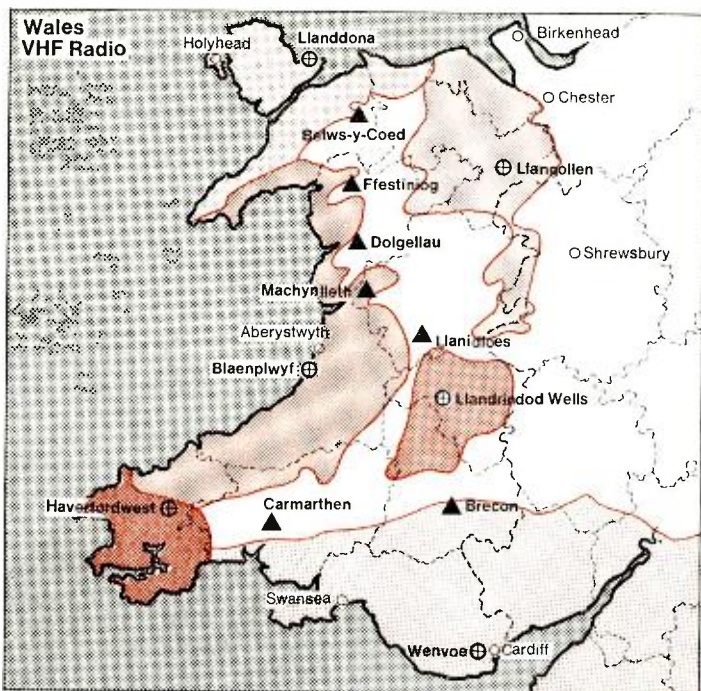 Wales
VHF Radio
Holyhead
Llanddona
Birkenhead
Chester
Betws-y-Coed
Llangollen
Ffestiniog
Dolgellau
Shrewsbury
Machynlleth
Aberystwyth
Llanidloes
Blaenplwyf
Llandrindod Wells
Haverfordwest
Carmarthen
Brecon
Swansea
Wenvoe
Cardiff